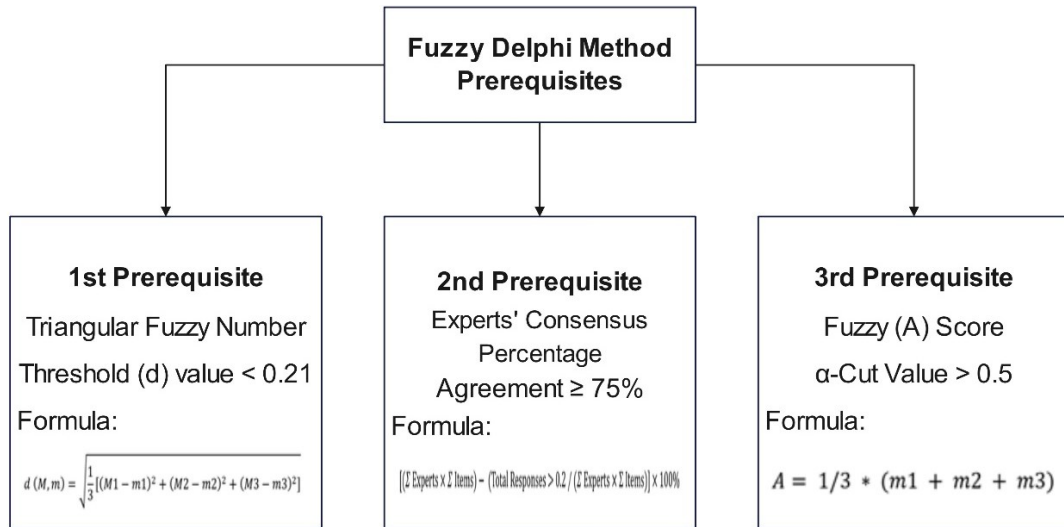 Fuzzy Delphi Method
Prerequisites
1st Prerequisite
Triangular Fuzzy Number
Threshold (d) value < 0.21
Formula:
d (M,m) = √1/3[(M1 − m1)² + (M2 − m2)² + (M3 − m3)²]
2nd Prerequisite
Experts' Consensus
Percentage
Agreement ≥ 75%
Formula:
[(Σ Experts x Σ Items) − (Total Responses > 0.2 / (Σ Experts x Σ Items)] x 100%
3rd Prerequisite
Fuzzy (A) Score
α-Cut Value > 0.5
Formula:
A = 1/3 * (m1 + m2 + m3)